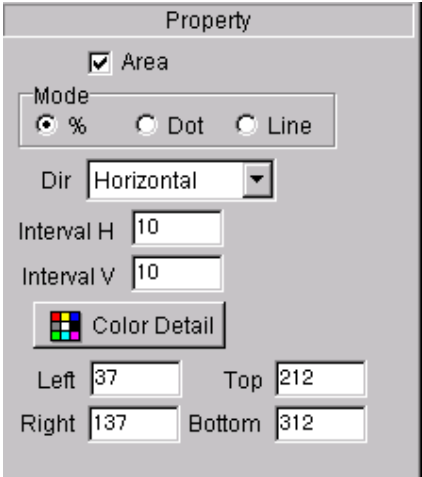 Property
Area
Mode
% Dot Line
Dir Horizontal
Interval H 10
Interval V 10
Color Detail
Left 37 Top 212
Right 137 Bottom 312